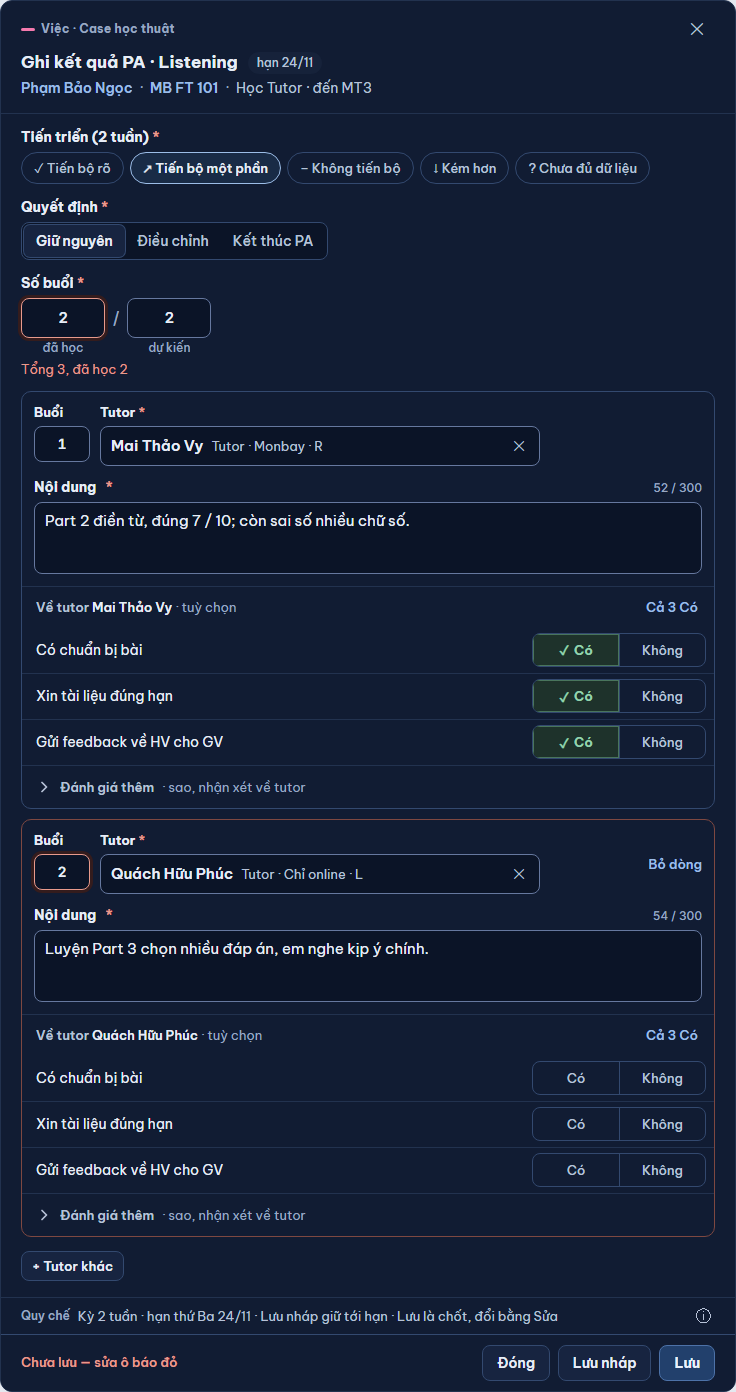 Việc · Case học thuật
Ghi kết quả PA · Listening hạn 24/11
Phạm Bảo Ngọc · MB FT 101 · Học Tutor · đến MT3
Tiến triển (2 tuần) *
✓ Tiến bộ rõ ↗ Tiến bộ một phần – Không tiến bộ ↓ Kém hơn ? Chưa đủ dữ liệu
Quyết định *
Giữ nguyên Điều chỉnh Kết thúc PA
Số buổi *
2 / 2
đã học dự kiến
Tổng 3, đã học 2
Buổi Tutor *
1 Mai Thảo Vy Tutor · Monbay · R
Nội dung * 52 / 300
Part 2 điền từ, đúng 7 / 10; còn sai số nhiều chữ số.
Về tutor Mai Thảo Vy · tuỳ chọn Cả 3 Có
Có chuẩn bị bài ✓ Có Không
Xin tài liệu đúng hạn ✓ Có Không
Gửi feedback về HV cho GV ✓ Có Không
Đánh giá thêm · sao, nhận xét về tutor
Buổi Tutor *
2 Quách Hữu Phúc Tutor · Chỉ online · L Bỏ dòng
Nội dung * 54 / 300
Luyện Part 3 chọn nhiều đáp án, em nghe kịp ý chính.
Về tutor Quách Hữu Phúc · tuỳ chọn Cả 3 Có
Có chuẩn bị bài Có Không
Xin tài liệu đúng hạn Có Không
Gửi feedback về HV cho GV Có Không
Đánh giá thêm · sao, nhận xét về tutor
+ Tutor khác
Quy chế Kỳ 2 tuần · hạn thứ Ba 24/11 · Lưu nháp giữ tới hạn · Lưu là chốt, đổi bằng Sửa
Chưa lưu — sửa ô báo đỏ Đóng Lưu nháp Lưu